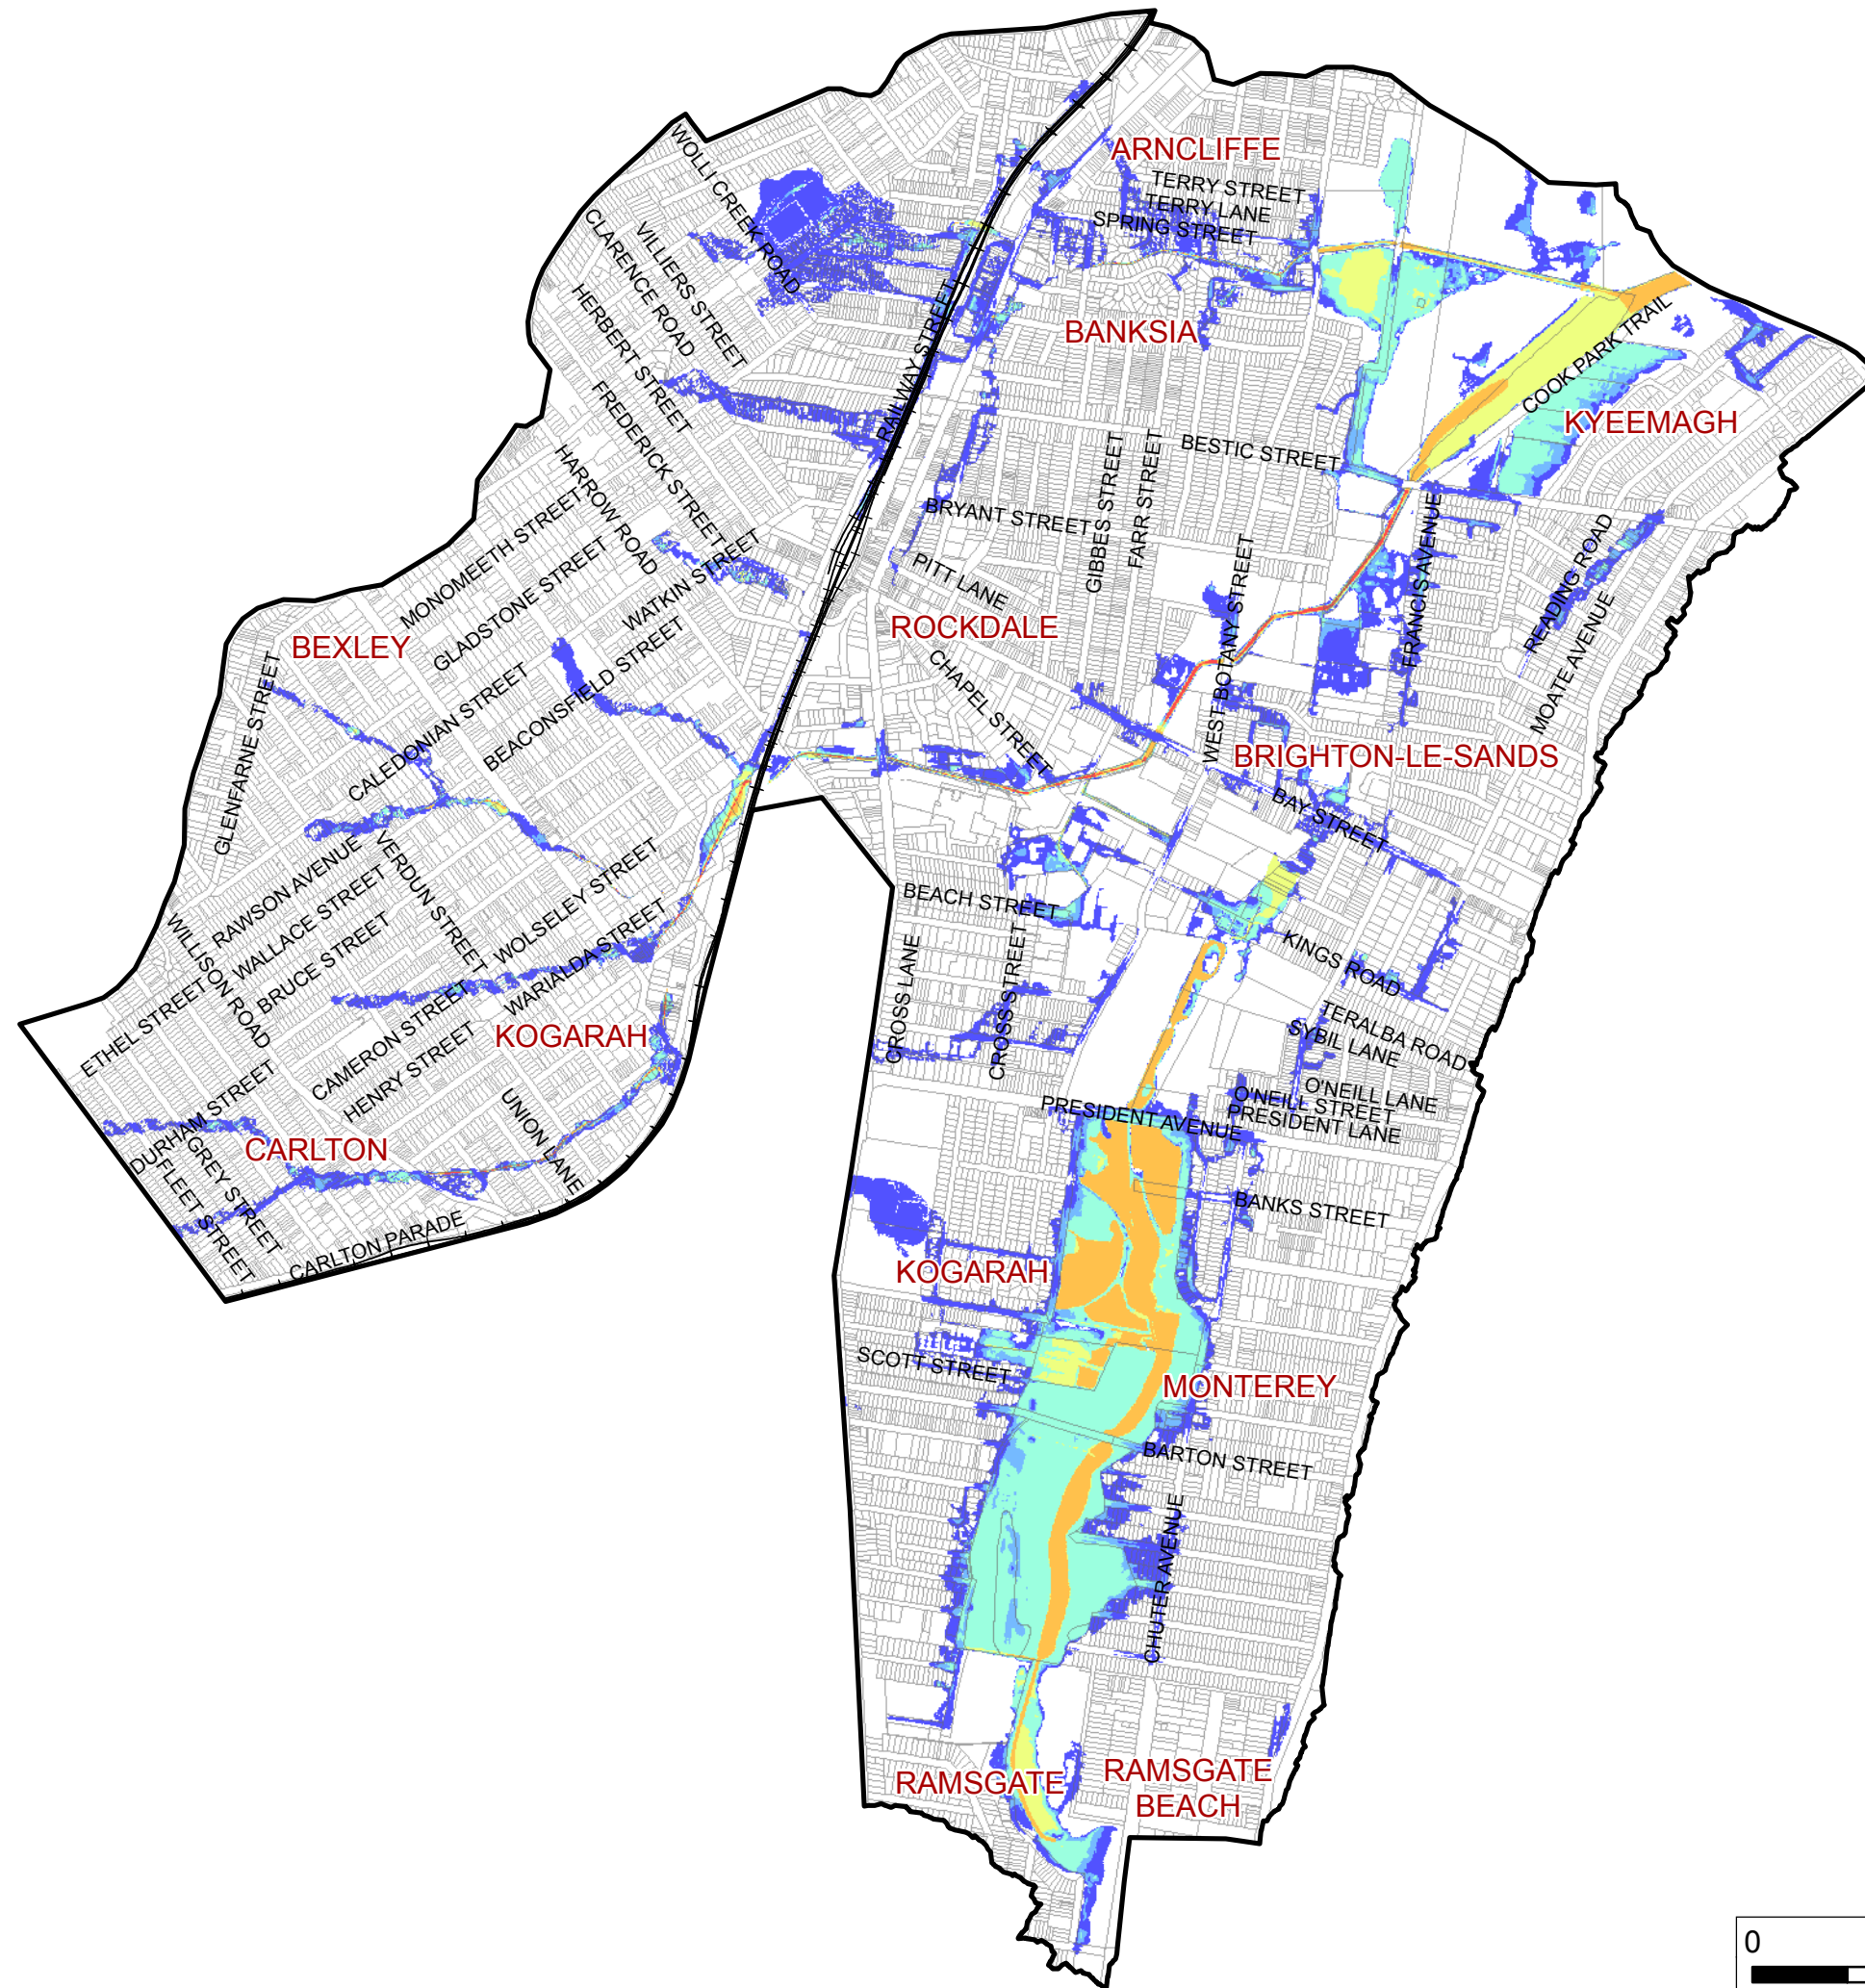 ARNCLIFFE
WOLLI CREEK ROAD
TERRY STREET
TERRY LANE
SPRING STREET
CLARENCE ROAD
VILLIERS STREET
HERBERT STREET
RAILWAY STREET
BANKSIA
COOK PARK TRAIL
KYEEMAGH
FREDERICK STREET
HARROW ROAD
BESTIC STREET
GIBBES STREET
FARR STREET
BRYANT STREET
MONOMEETH STREET
GLADSTONE STREET
WATKIN STREET
PITT LANE
WEST BOTANY STREET
FRANCIS AVENUE
READING ROAD
MOATE AVENUE
BEXLEY
ROCKDALE
GLENFARNE STREET
CALEDONIAN STREET
BEACONSFIELD STREET
CHAPEL STREET
BRIGHTON-LE-SANDS
BAY STREET
RAWSON AVENUE
VERDUN STREET
WOLSELEY STREET
WILLISON ROAD
WALLACE STREET
BRUCE STREET
WARIALDA STREET
BEACH STREET
KINGS ROAD
ETHEL STREET
CAMERON STREET
HENRY STREET
KOGARAH
CROSS LANE
CROSS STREET
TERALBA ROAD
SYBIL LANE
O'NEILL LANE
O'NEILL STREET
PRESIDENT LANE
PRESIDENT AVENUE
DURHAM STREET
GREY STREET
FLEET STREET
CARLTON
UNION LANE
CARLTON PARADE
BANKS STREET
KOGARAH
SCOTT STREET
MONTEREY
BARTON STREET
CHUTER AVENUE
RAMSGATE
RAMSGATE
BEACH
0